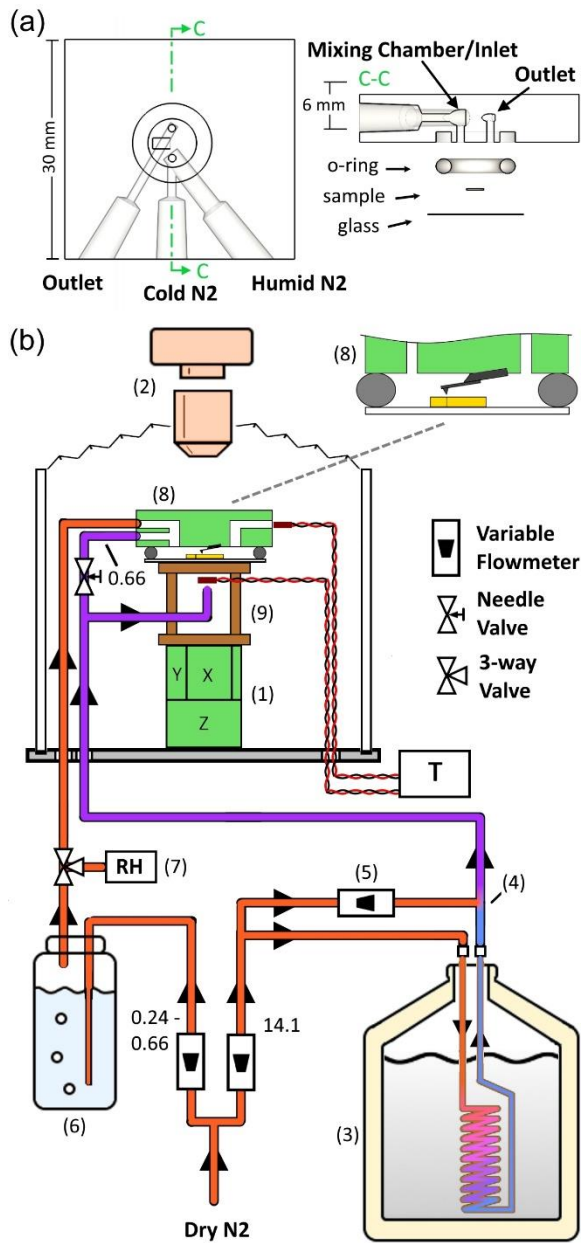 (a)
C
C-C
Mixing Chamber/Inlet
Outlet
6 mm
30 mm
o-ring
sample
glass
C
Outlet
Cold N2
Humid N2
(b)
(2)
(8)
(8)
0.66
(9)
Y
X
Z
(1)
Variable
Flowmeter
Needle
Valve
3-way
Valve
T
RH
(7)
(5)
(4)
0.24 -
0.66
14.1
(6)
(3)
Dry N2